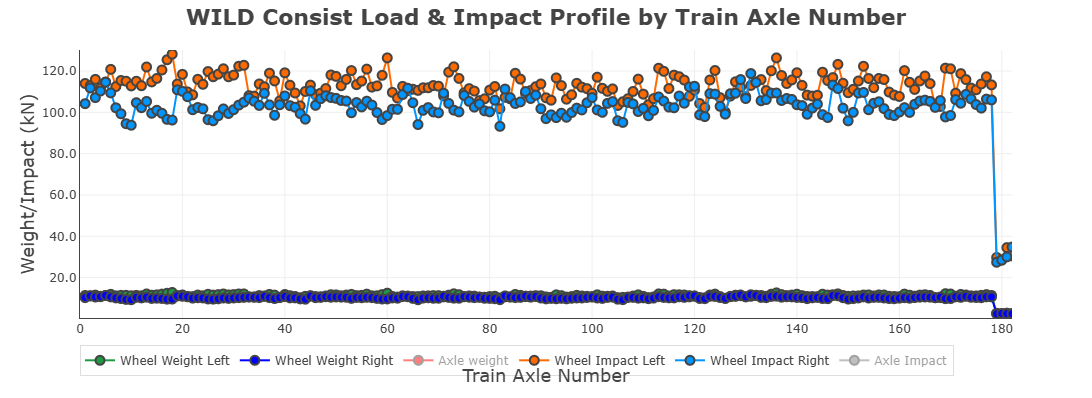 WILD Consist Load & Impact Profile by Train Axle Number
Weight/Impact (kN)
120.0
100.0
80.0
60.0
40.0
20.0
0 20 40 60 80 100 120 140 160 180
Wheel Weight Left Wheel Weight Right Axle weight Wheel Impact Left Wheel Impact Right Axle Impact
Train Axle Number